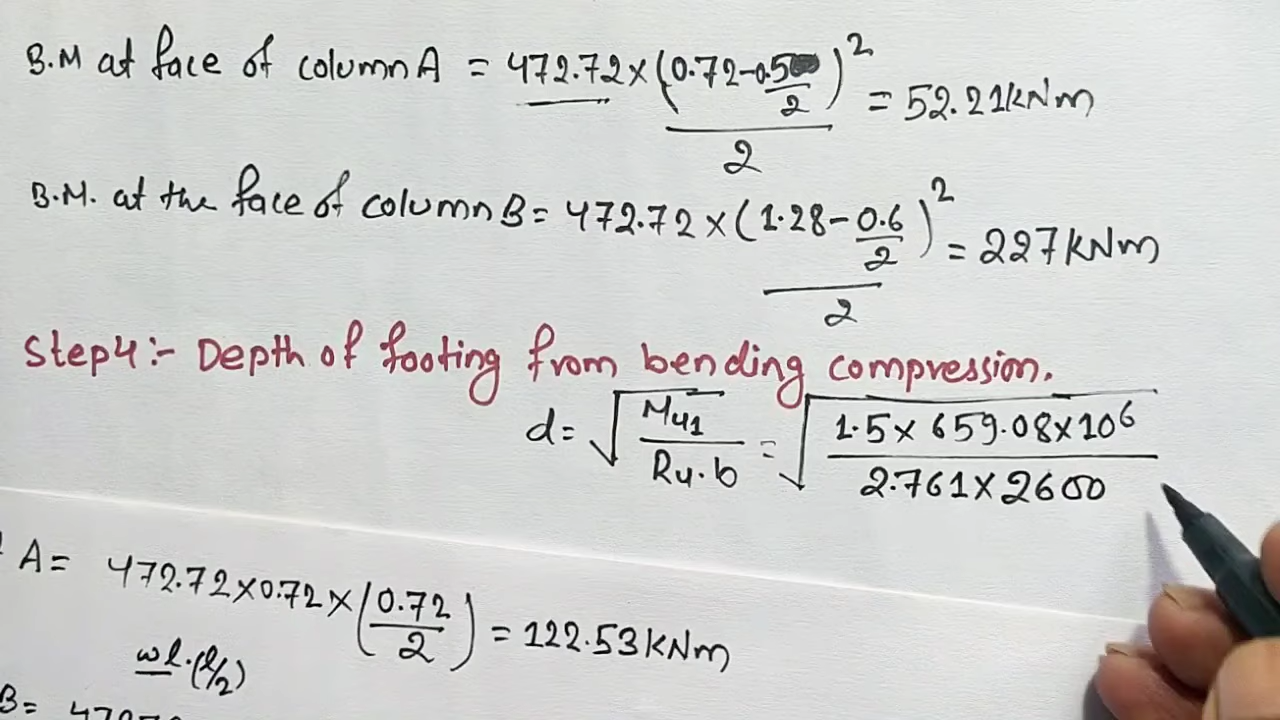 B.M at face of column A = 472.72 × (0.72 - 0.50/2)² / 2 = 52.21 kNm
B.M. at the face of column B = 472.72 × (1.28 - 0.6/2)² / 2 = 227 kNm
Step 4:- Depth of footing from bending compression.
d = √(Mu1 / Ru.b) = √(1.5 × 659.08 × 10⁶ / 2.761 × 2600)
A = 472.72 × 0.72 × (0.72/2) = 122.53 kNm
wl.(l/2)
B =